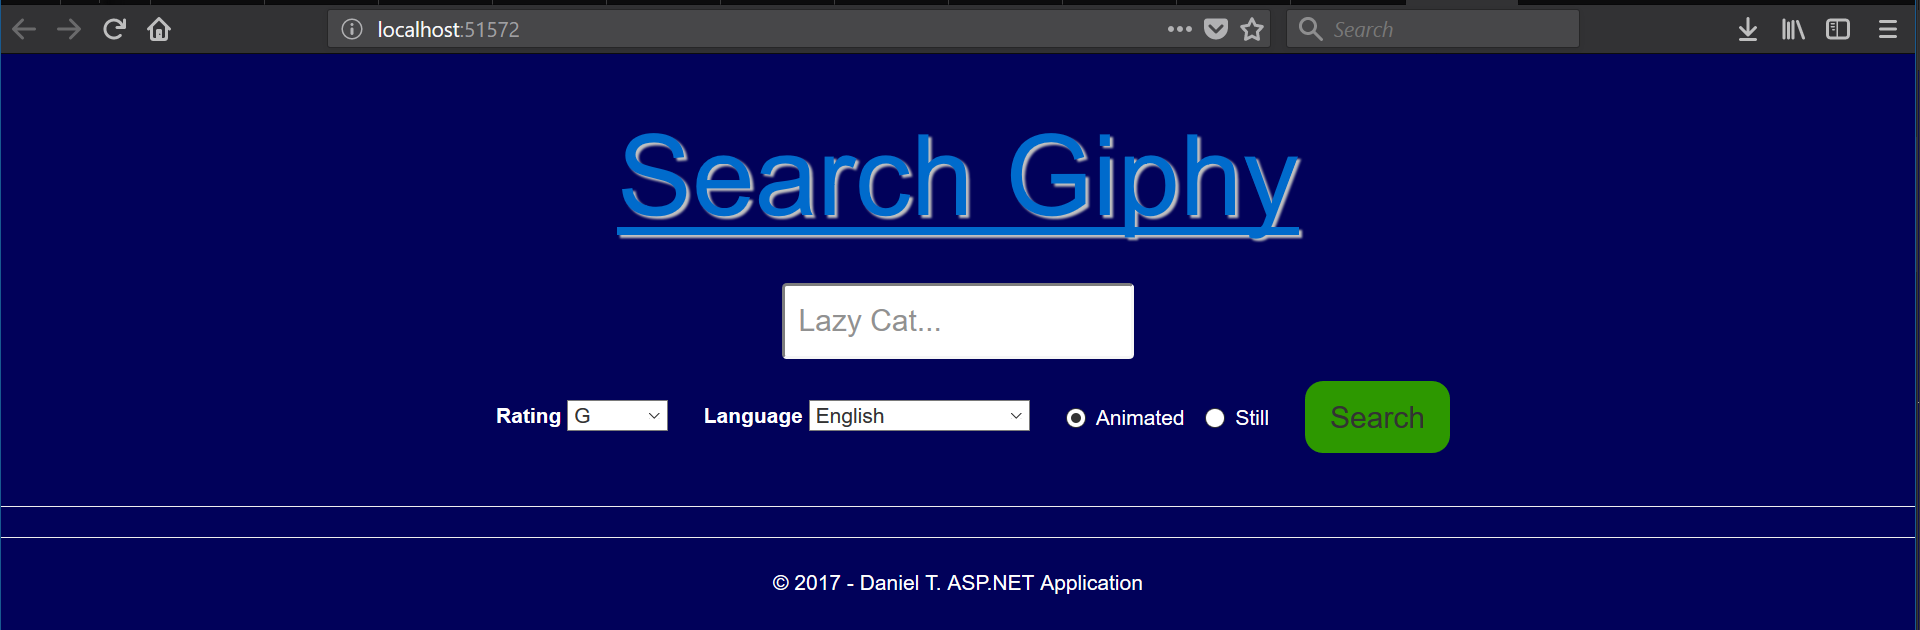 localhost:51572
Search
Search Giphy
Lazy Cat...
Rating G Language English Animated Still Search
© 2017 - Daniel T. ASP.NET Application